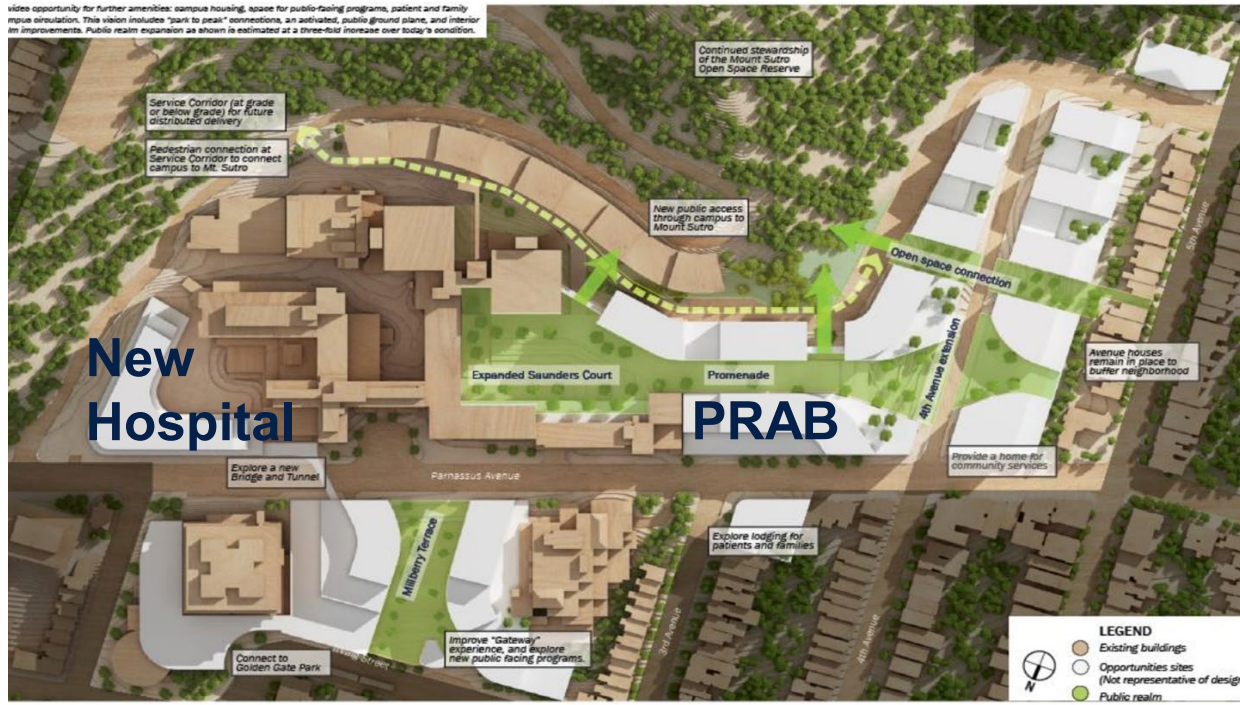 vides opportunity for further amenities: campus housing, space for public-facing programs, patient and family
mpus circulation. This vision includes "park to peak" connections, an activated, public ground plane, and interior
lm improvements. Public realm expansion as shown is estimated at a three-fold increase over today's condition.
Continued stewardship
of the Mount Sutro
Open Space Reserve
Service Corridor (at grade
or below grade) for future
distributed delivery
Pedestrian connection at
Service Corridor to connect
campus to Mt. Sutro
New public access
through campus to
Mount Sutro
5th Avenue
Open space connection
New
Hospital
Expanded Saunders Court
Promenade
4th Avenue extension
Avenue houses
remain in place to
buffer neighborhood
PRAB
Provide a home for
community services
Explore a new
Bridge and Tunnel
Parnassus Avenue
Millberry Terrace
Explore lodging for
patients and families
3rd Avenue
4th Avenue
Improve "Gateway"
experience, and explore
new public facing programs.
Connect to
Golden Gate Park
Irving Street
LEGEND
Existing buildings
Opportunities sites
(Not representative of desig
Public realm
N